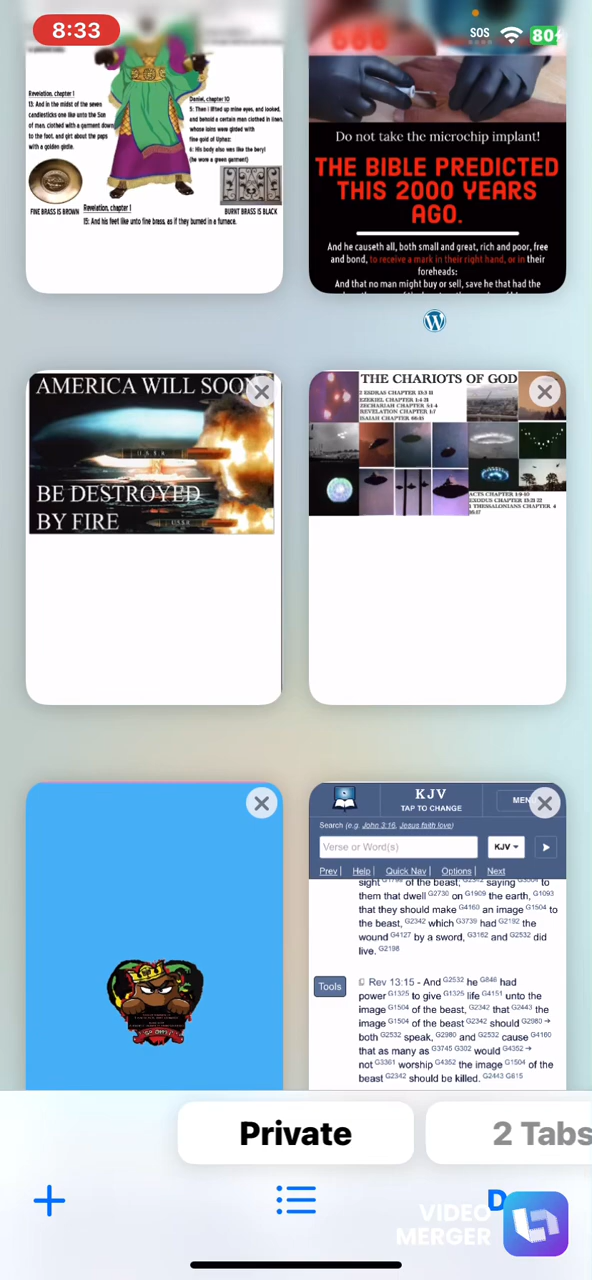 8:33
SOS
80
666
Revelation, chapter 1
13: And in the midst of the seven
candlesticks one like unto the Son
of man, clothed with a garment down
to the foot, and girt about the paps
with a golden girdle.
Daniel, chapter 10
5: Then I lifted up mine eyes, and looked,
and behold a certain man clothed in linen,
whose loins were girded with
fine gold of Uphaz:
6: His body also was like the beryl
(he wore a green garment)
FINE BRASS IS BROWN
BURNT BRASS IS BLACK
Revelation, chapter 1
15: And his feet like unto fine brass, as if they burned in a furnace.
Do not take the microchip implant!
THE BIBLE PREDICTED
THIS 2000 YEARS
AGO.
And he causeth all, both small and great, rich and poor, free
and bond, to receive a mark in their right hand, or in their
foreheads:
And that no man might buy or sell, save he that had the
AMERICA WILL SOON
BE DESTROYED
BY FIRE
THE CHARIOTS OF GOD
EZEKIEL CHAPTER 1:4-21
REVELATION CHAPTER 1:7
ISAIAH CHAPTER 66:15
ACTS CHAPTER 1:9-10
EXODUS CHAPTER 13:21-22
1 THESSALONIANS CHAPTER 4
KJV
TAP TO CHANGE
MEN
Search (e.g. John 3:16, Jesus faith love)
Verse or Word(s)
KJV
Prev | Help | Quick Nav | Options | Next
of the beast; saying to
them that dwell G2730 on G1909 the earth, G1093
that they should make G4160 an image G1504 to
the beast, G2342 which G3739 had G2192 the
wound G4127 by a sword, G3162 and G2532 did
live. G2198
Tools
Rev 13:15 - And G2532 he G846 had
power G1325 to give G1325 life G4151 unto the
image G1504 of the beast, G2342 that G2443 the
image G1504 of the beast G2342 should G2980 →
both G2532 speak, G2980 and G2532 cause G4160
that as many as G3745 G302 would G4352 →
not G3361 worship G4352 the image G1504 of the
beast G2342 should be killed. G2443 G615
Private
2 Tabs
D
VIDEO
MERGER